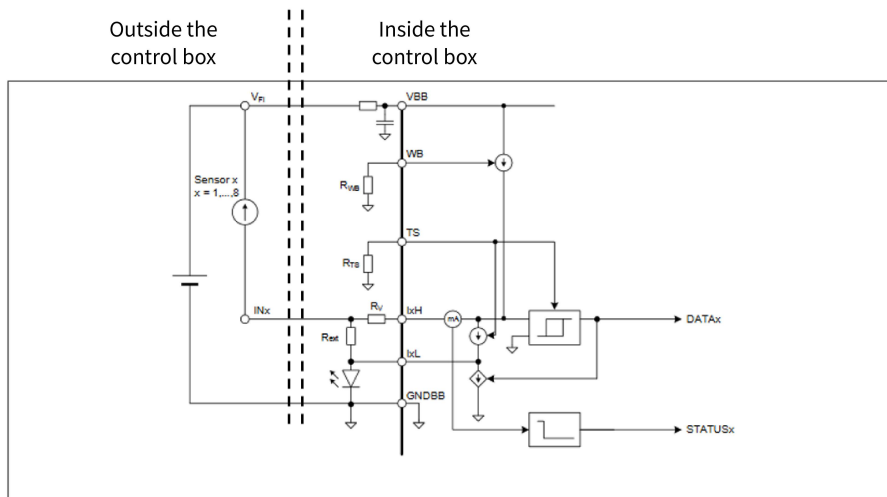 Outside the
control box
Inside the
control box
VFI
VBB
WB
RWB
Sensor x
x = 1,...,8
TS
RTS
INx
RV
IxH
mA
DATAx
Rext
IxL
GNDBB
STATUSx